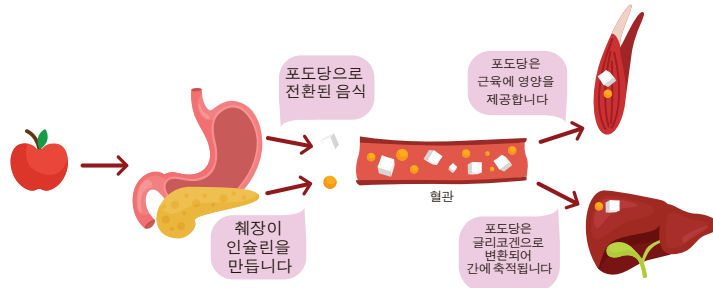 포도당으로
전환된 음식
췌장이
인슐린을
만듭니다
혈관
포도당은
근육에 영양을
제공합니다
포도당은
글리코겐으로
변환되어
간에 축적됩니다